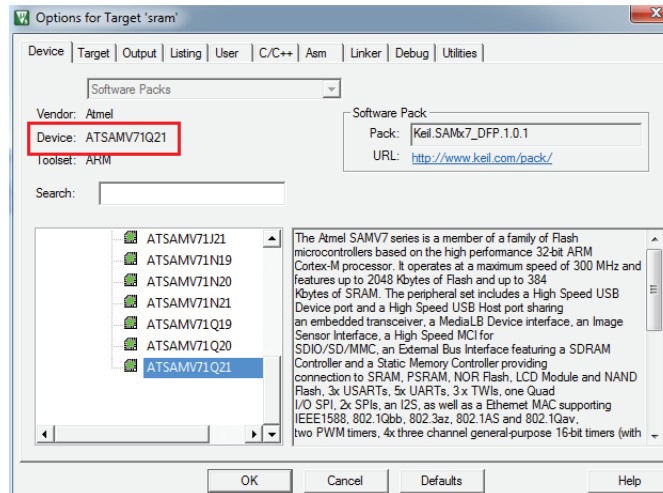 Options for Target 'sram'
x
Device Target Output Listing User C/C++ Asm Linker Debug Utilities
Software Packs
Vendor: Atmel
Device: ATSAMV71Q21
Toolset: ARM
Search:
Software Pack
Pack: Keil.SAMx7_DFP.1.0.1
URL: http://www.keil.com/pack/
ATSAMV71J21
ATSAMV71N19
ATSAMV71N20
ATSAMV71N21
ATSAMV71Q19
ATSAMV71Q20
ATSAMV71Q21
The Atmel SAMV7 series is a member of a family of Flash
microcontrollers based on the high performance 32-bit ARM
Cortex-M processor. It operates at a maximum speed of 300 MHz and
features up to 2048 Kbytes of Flash and up to 384
Kbytes of SRAM. The peripheral set includes a High Speed USB
Device port and a High Speed USB Host port sharing
an embedded transceiver, a MediaLB Device interface, an Image
Sensor Interface, a High Speed MCI for
SDIO/SD/MMC, an External Bus Interface featuring a SDRAM
Controller and a Static Memory Controller providing
connection to SRAM, PSRAM, NOR Flash, LCD Module and NAND
Flash, 3x USARTs, 5x UARTs, 3 x TWIs, one Quad
I/O SPI, 2x SPIs, an I2S, as well as a Ethernet MAC supporting
IEEE1588, 802.1Qbb, 802.3az, 802.1AS and 802.1Qav,
two PWM timers, 4x three channel general-purpose 16-bit timers (with
OK Cancel Defaults Help